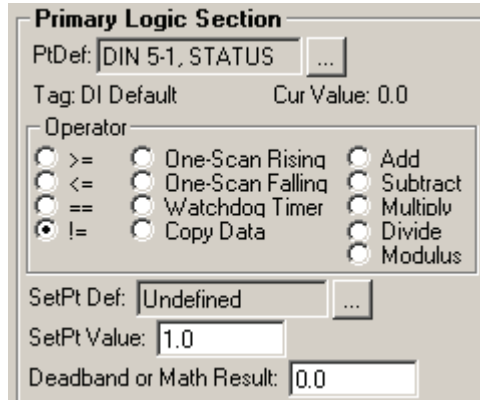 Primary Logic Section
PtDef: DIN 5-1, STATUS ...
Tag: DI Default Cur Value: 0.0
Operator
>= One-Scan Rising Add
<= One-Scan Falling Subtract
== Watchdog Timer Multiply
!= Copy Data Divide
Modulus
SetPt Def: Undefined ...
SetPt Value: 1.0
Deadband or Math Result: 0.0